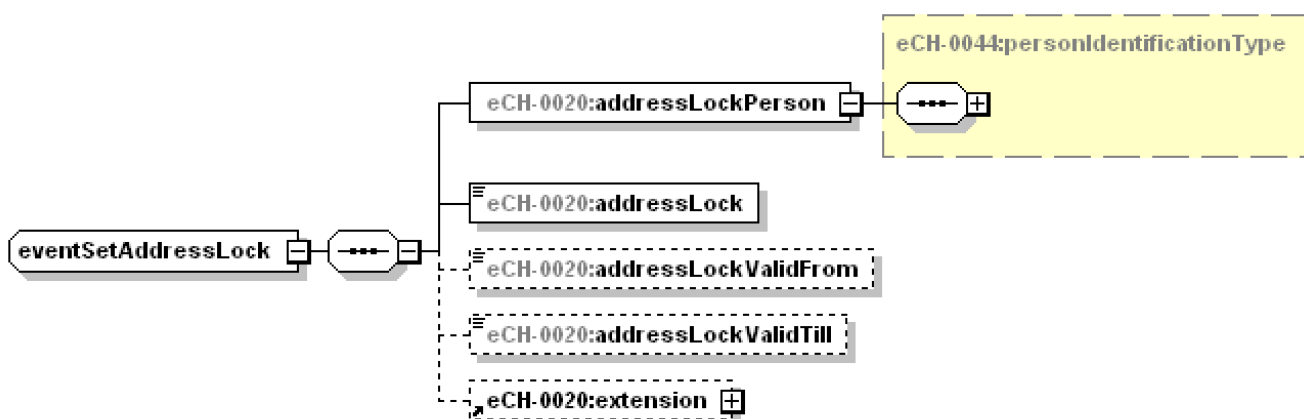 eCH-0044:personIdentificationType
eCH-0020:addressLockPerson
eCH-0020:addressLock
eventSetAddressLock
eCH-0020:addressLockValidFrom
eCH-0020:addressLockValidTill
eCH-0020:extension